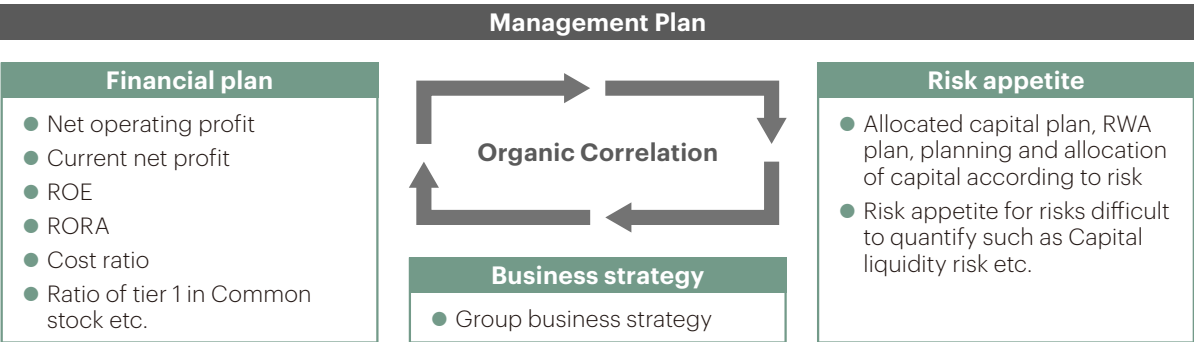 Management Plan
Financial plan
Net operating profit
Current net profit
ROE
RORA
Cost ratio
Ratio of tier 1 in Common
stock etc.
Organic Correlation
Business strategy
Group business strategy
Risk appetite
Allocated capital plan, RWA
plan, planning and allocation
of capital according to risk
Risk appetite for risks difficult
to quantify such as Capital
liquidity risk etc.